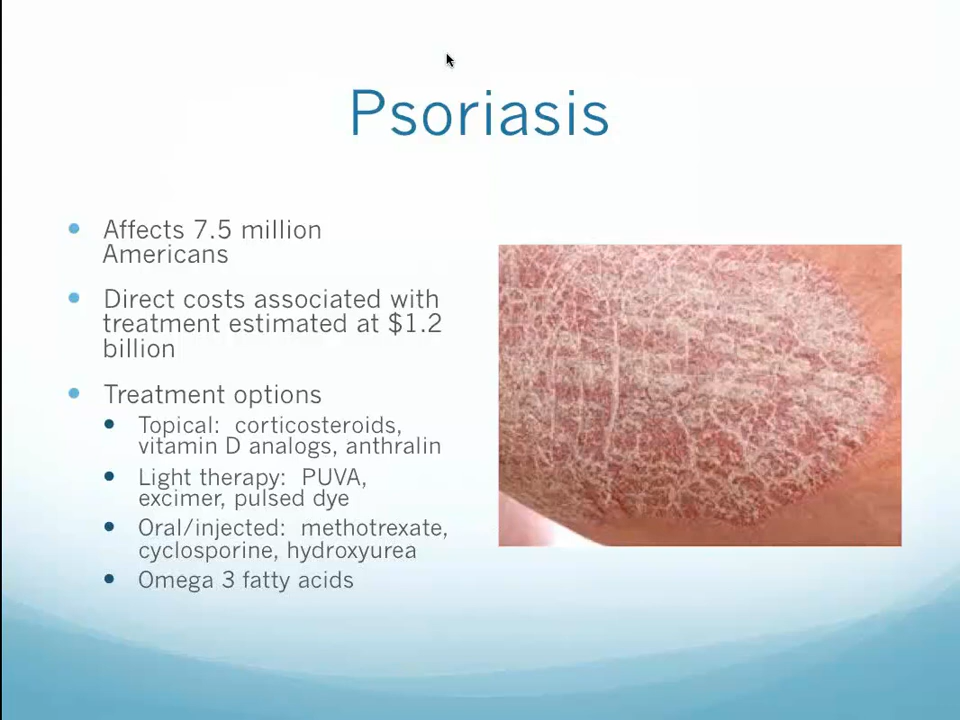 Psoriasis
Affects 7.5 million
Americans
Direct costs associated with
treatment estimated at $1.2
billion
Treatment options
Topical:  corticosteroids,
vitamin D analogs, anthralin
Light therapy:  PUVA,
excimer, pulsed dye
Oral/injected:  methotrexate,
cyclosporine, hydroxyurea
Omega 3 fatty acids